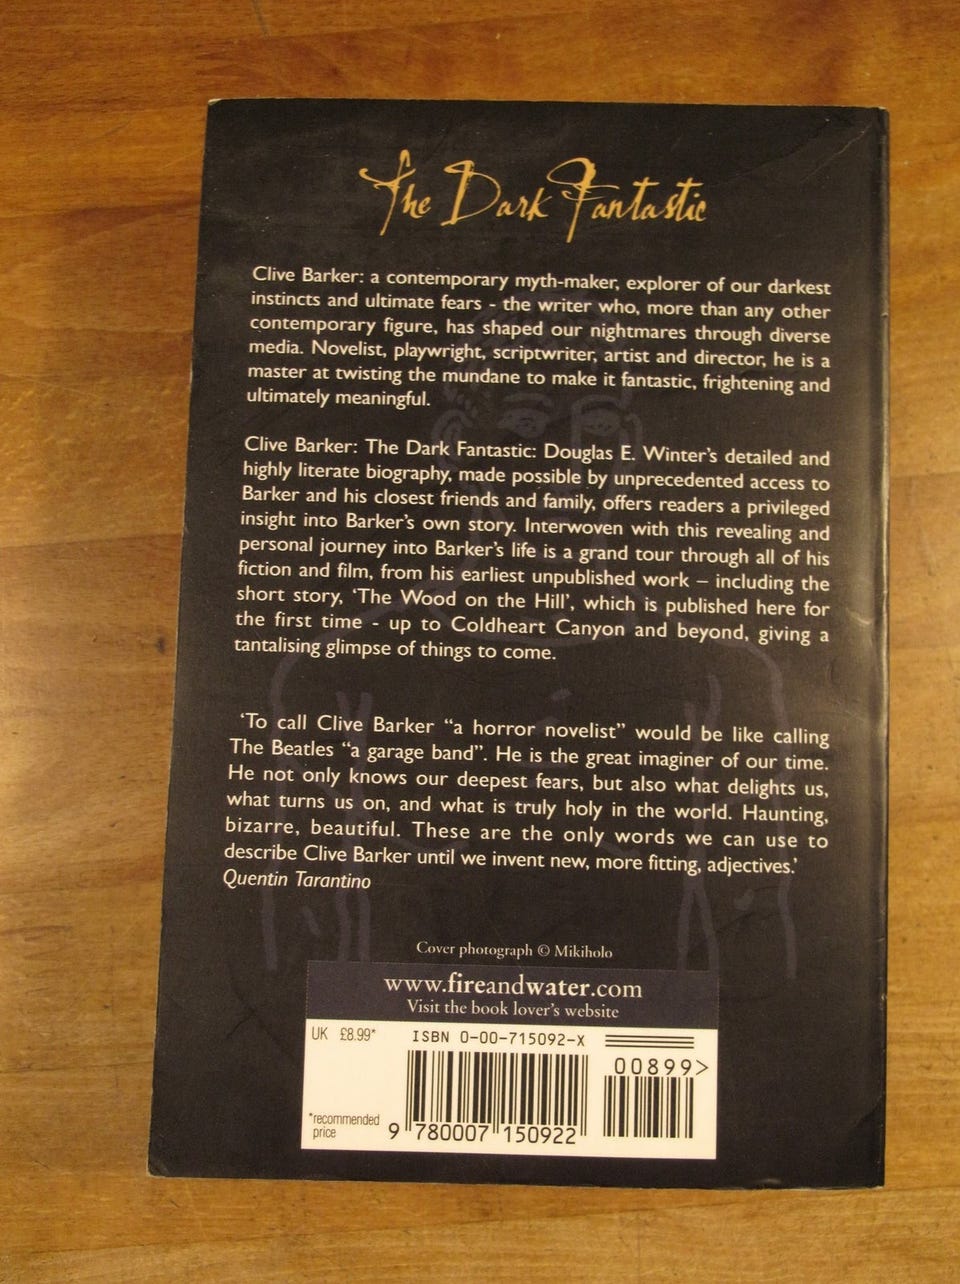 The Dark Fantastic
Clive Barker: a contemporary myth-maker, explorer of our darkest
instincts and ultimate fears - the writer who, more than any other
contemporary figure, has shaped our nightmares through diverse
media. Novelist, playwright, scriptwriter, artist and director, he is a
master at twisting the mundane to make it fantastic, frightening and
ultimately meaningful.
Clive Barker: The Dark Fantastic: Douglas E. Winter's detailed and
highly literate biography, made possible by unprecedented access to
Barker and his closest friends and family, offers readers a privileged
insight into Barker's own story. Interwoven with this revealing and
personal journey into Barker's life is a grand tour through all of his
fiction and film, from his earliest unpublished work – including the
short story, 'The Wood on the Hill', which is published here for
the first time - up to Coldheart Canyon and beyond, giving a
tantalising glimpse of things to come.
'To call Clive Barker "a horror novelist" would be like calling
The Beatles "a garage band". He is the great imaginer of our time.
He not only knows our deepest fears, but also what delights us,
what turns us on, and what is truly holy in the world. Haunting,
bizarre, beautiful. These are the only words we can use to
describe Clive Barker until we invent new, more fitting, adjectives.'
Quentin Tarantino
Cover photograph © Mikiholo
www.fireandwater.com
Visit the book lover's website
UK £8.99*
ISBN 0-00-715092-X
00899>
*recommended
price
9 780007 150922